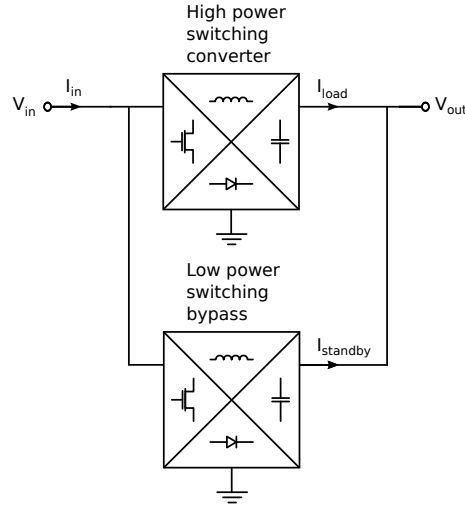 High power
switching
converter
I_in
I_load
V_in
V_out
Low power
switching
bypass
I_standby